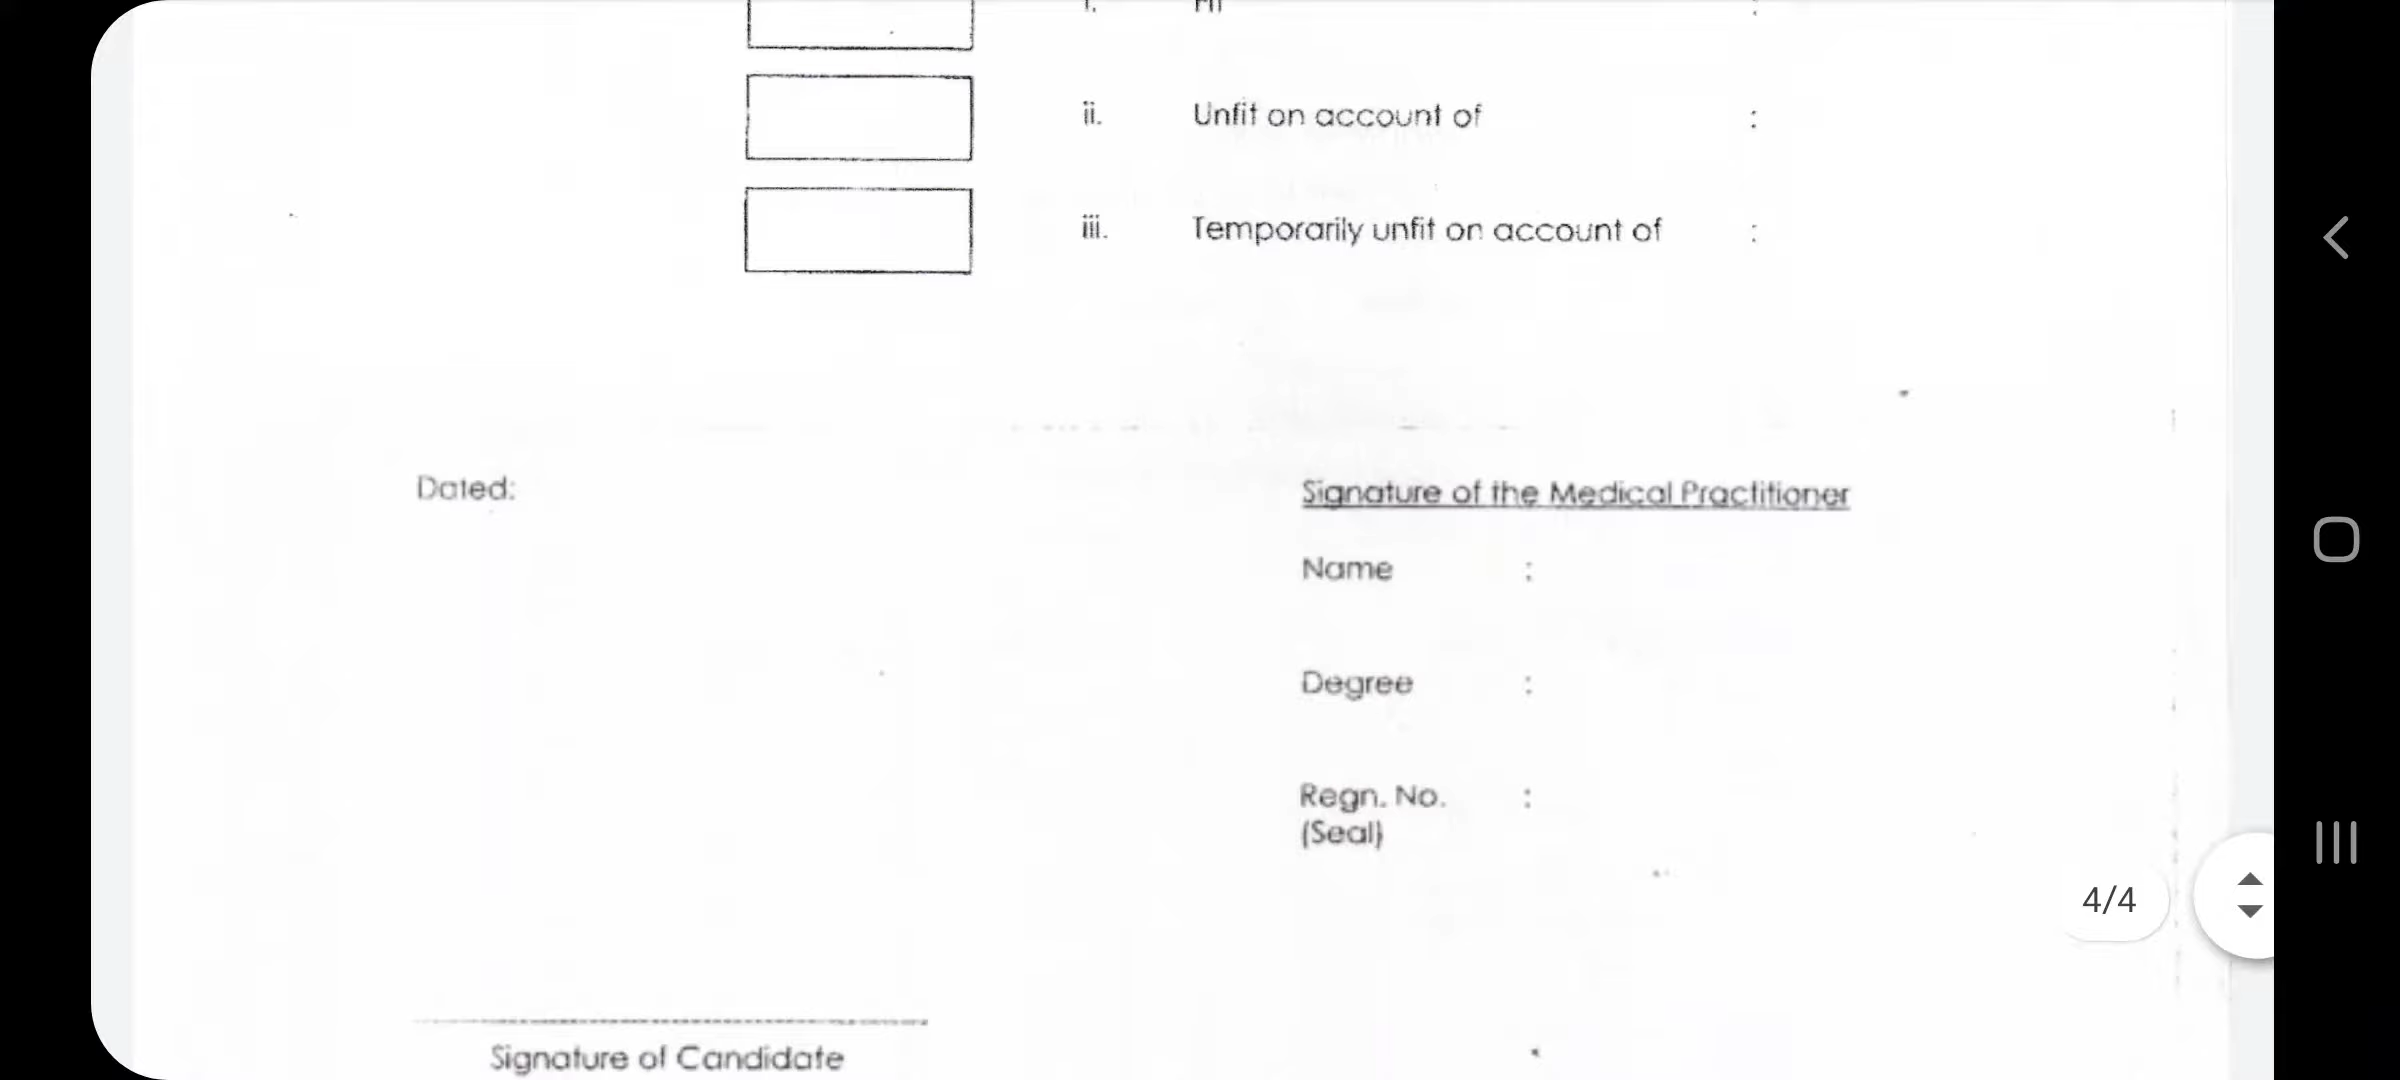 ii. Unfit on account of :
iii. Temporarily unfit on account of :
Dated:
Signature of the Medical Practitioner
Name :
Degree :
Regn. No. :
(Seal)
4/4
Signature of Candidate